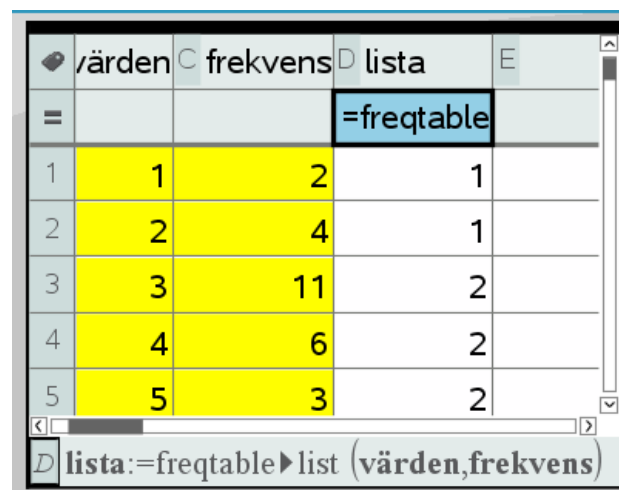 värden C frekvens D lista E
= =freqtable
1 1 2 1
2 2 4 1
3 3 11 2
4 4 6 2
5 5 3 2
D lista:=freqtable▶list (värden,frekvens)